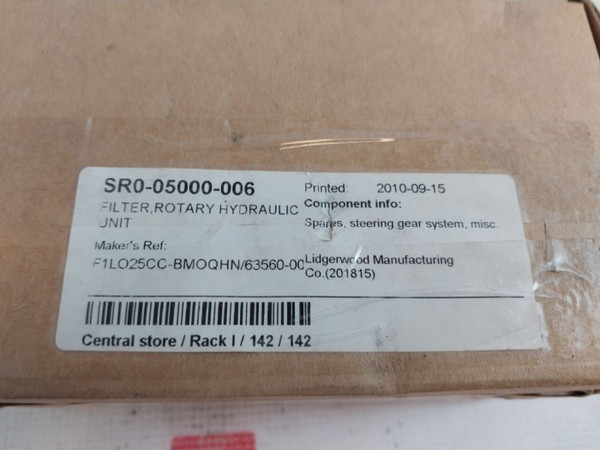 SR0-05000-006
FILTER,ROTARY HYDRAULIC
UNIT
Maker's Ref:
F1LO25CC-BMOQHN/63560-00
Printed: 2010-09-15
Component info:
Spares, steering gear system, misc.
Lidgerwood Manufacturing
Co.(201815)
Central store / Rack I / 142 / 142